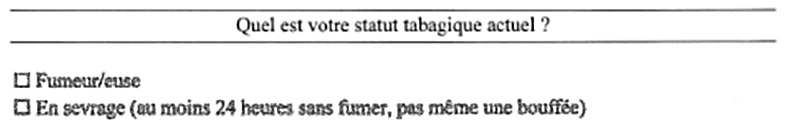 Quel est votre statut tabagique actuel ?
☐ Fumeur/euse
☐ En sevrage (au moins 24 heures sans fumer, pas même une bouffée)